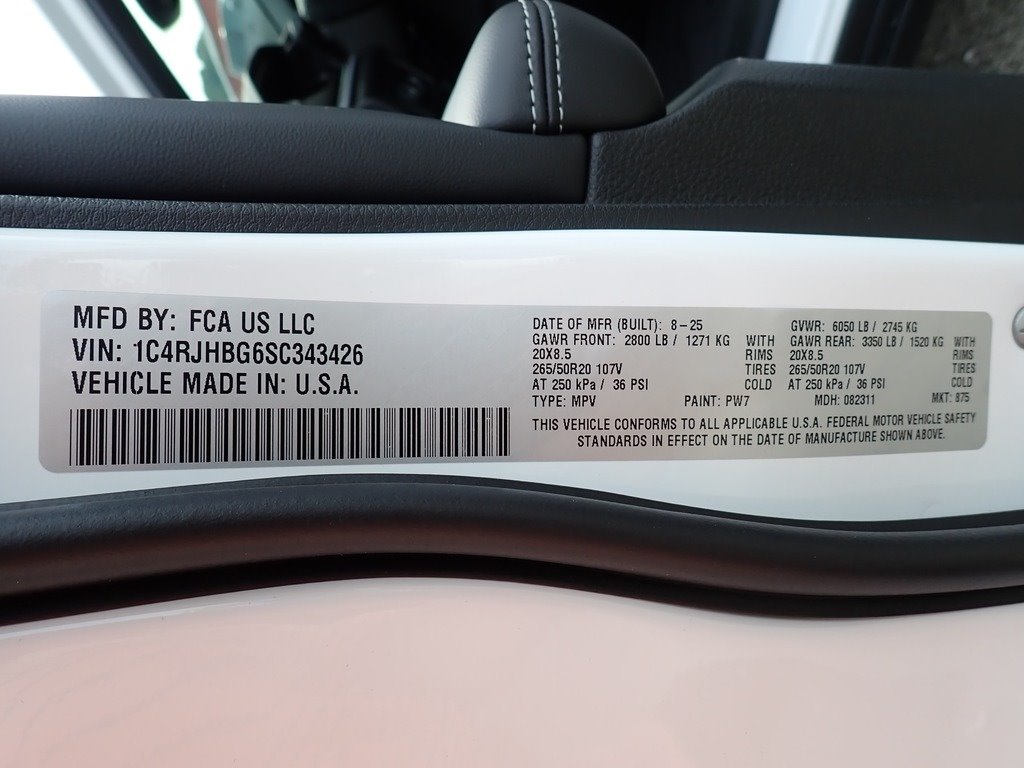 MFD BY: FCA US LLC
VIN: 1C4RJHBG6SC343426
VEHICLE MADE IN: U.S.A.
DATE OF MFR (BUILT): 8-25 GVWR: 6050 LB / 2745 KG
GAWR FRONT: 2800 LB / 1271 KG WITH GAWR REAR: 3350 LB / 1520 KG WITH
20X8.5 RIMS 20X8.5 RIMS
265/50R20 107V TIRES 265/50R20 107V TIRES
AT 250 kPa / 36 PSI COLD AT 250 kPa / 36 PSI COLD
TYPE: MPV PAINT: PW7 MDH: 082311 MKT: 875
THIS VEHICLE CONFORMS TO ALL APPLICABLE U.S.A. FEDERAL MOTOR VEHICLE SAFETY
STANDARDS IN EFFECT ON THE DATE OF MANUFACTURE SHOWN ABOVE.